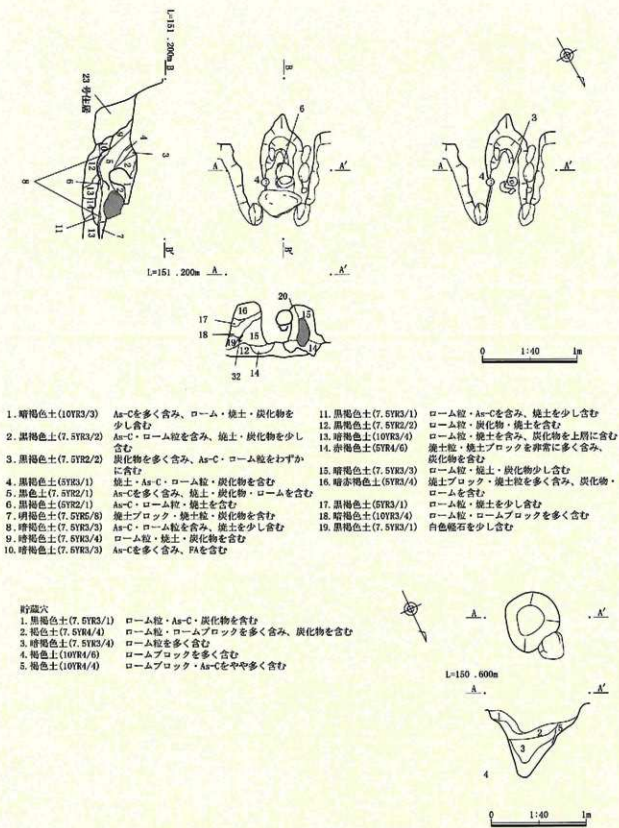 L=151.200m B
23号住居
B
B'
B'
A
A'
A
A'
L=151.200m A
A'
0 1:40 1m
1.暗褐色土(10YR3/3) As-Cを多く含み、ローム・焼土・炭化物を
少し含む
2.黒褐色土(7.5YR3/2) As-C・ローム粒を含み、焼土・炭化物を少し
含む
3.黒褐色土(7.5YR2/2) 炭化物を多く含み、As-C・ローム粒をわずか
に含む
4.黒褐色土(5YR3/1) 焼土・As-C・ローム粒・炭化物を含む
5.黒色土(7.5YR2/1) As-Cを多く含み、焼土・炭化物・ロームを含む
6.黒褐色土(5YR2/1) As-C・ローム粒・焼土を含む
7.明褐色土(7.5YR5/8) 焼土ブロック・焼土粒・炭化物を含む
8.暗褐色土(7.5YR3/3) As-C・ローム粒を含み、焼土を少し含む
9.暗褐色土(7.5YR3/4) ローム粒・焼土・炭化物を含む
10.暗褐色土(7.5YR3/3) As-Cを多く含み、FAを含む
11.黒褐色土(7.5YR3/1) ローム粒・As-Cを含み、焼土を少し含む
12.黒褐色土(7.5YR2/2) ローム粒・炭化物・焼土を含む
13.暗褐色土(10YR3/4) ローム粒・焼土を含み、炭化物を上層に含む
14.赤褐色土(5YR4/6) 焼土粒・焼土ブロックを非常に多く含み、
炭化物を含む
15.暗褐色土(7.5YR3/3) ローム粒・焼土・炭化物少し含む
16.暗赤褐色土(5YR3/4) 焼土ブロック・焼土粒を多く含み、炭化物・
ロームを含む
17.黒褐色土(5YR3/1) ローム粒・焼土を少し含む
18.暗褐色土(10YR3/4) ローム粒・ロームブロックを多く含む
19.黒褐色土(7.5YR3/1) 白色軽石を少し含む
貯蔵穴
1.黒褐色土(7.5YR3/1) ローム粒・As-C・炭化物を含む
2.褐色土(7.5YR4/4) ローム粒・ロームブロックを多く含み、炭化物を含む
3.暗褐色土(7.5YR3/4) ローム粒を多く含む
4.褐色土(10YR4/6) ロームブロックを多く含む
5.褐色土(10YR4/4) ロームブロック・As-Cをやや多く含む
A
A'
L=150.600m
A
A'
1
2
5
3
4
0 1:40 1m